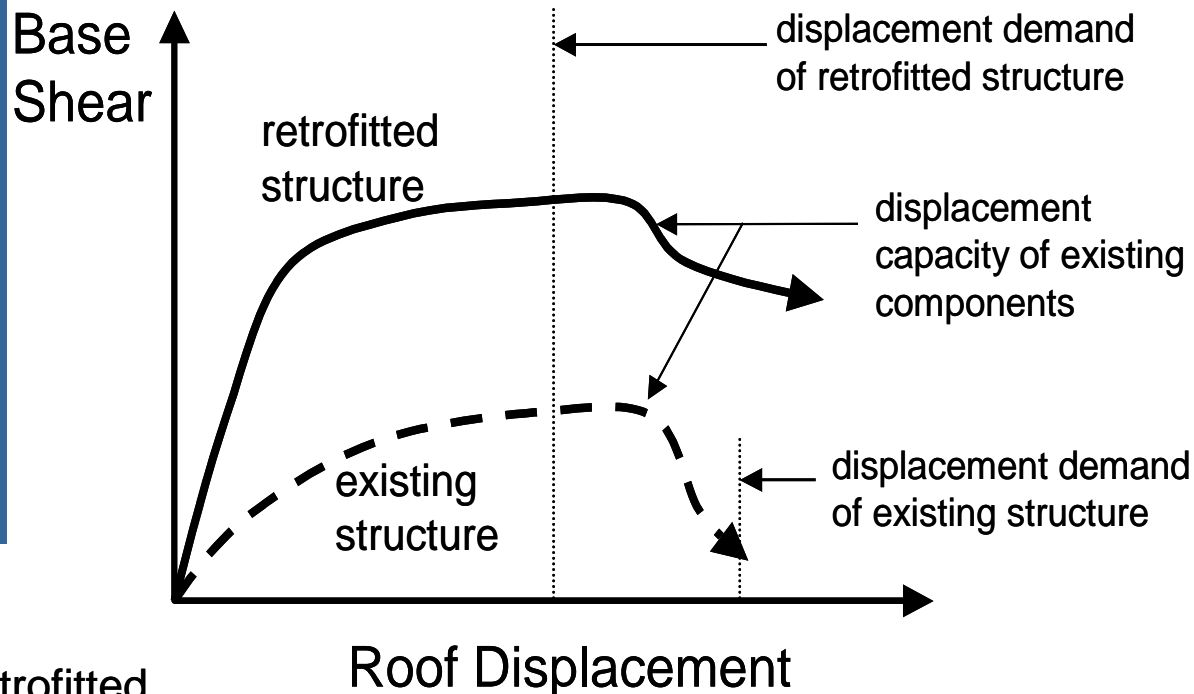 Base
Shear
displacement demand
of retrofitted structure
retrofitted
structure
displacement
capacity of existing
components
existing
structure
displacement demand
of existing structure
Roof Displacement